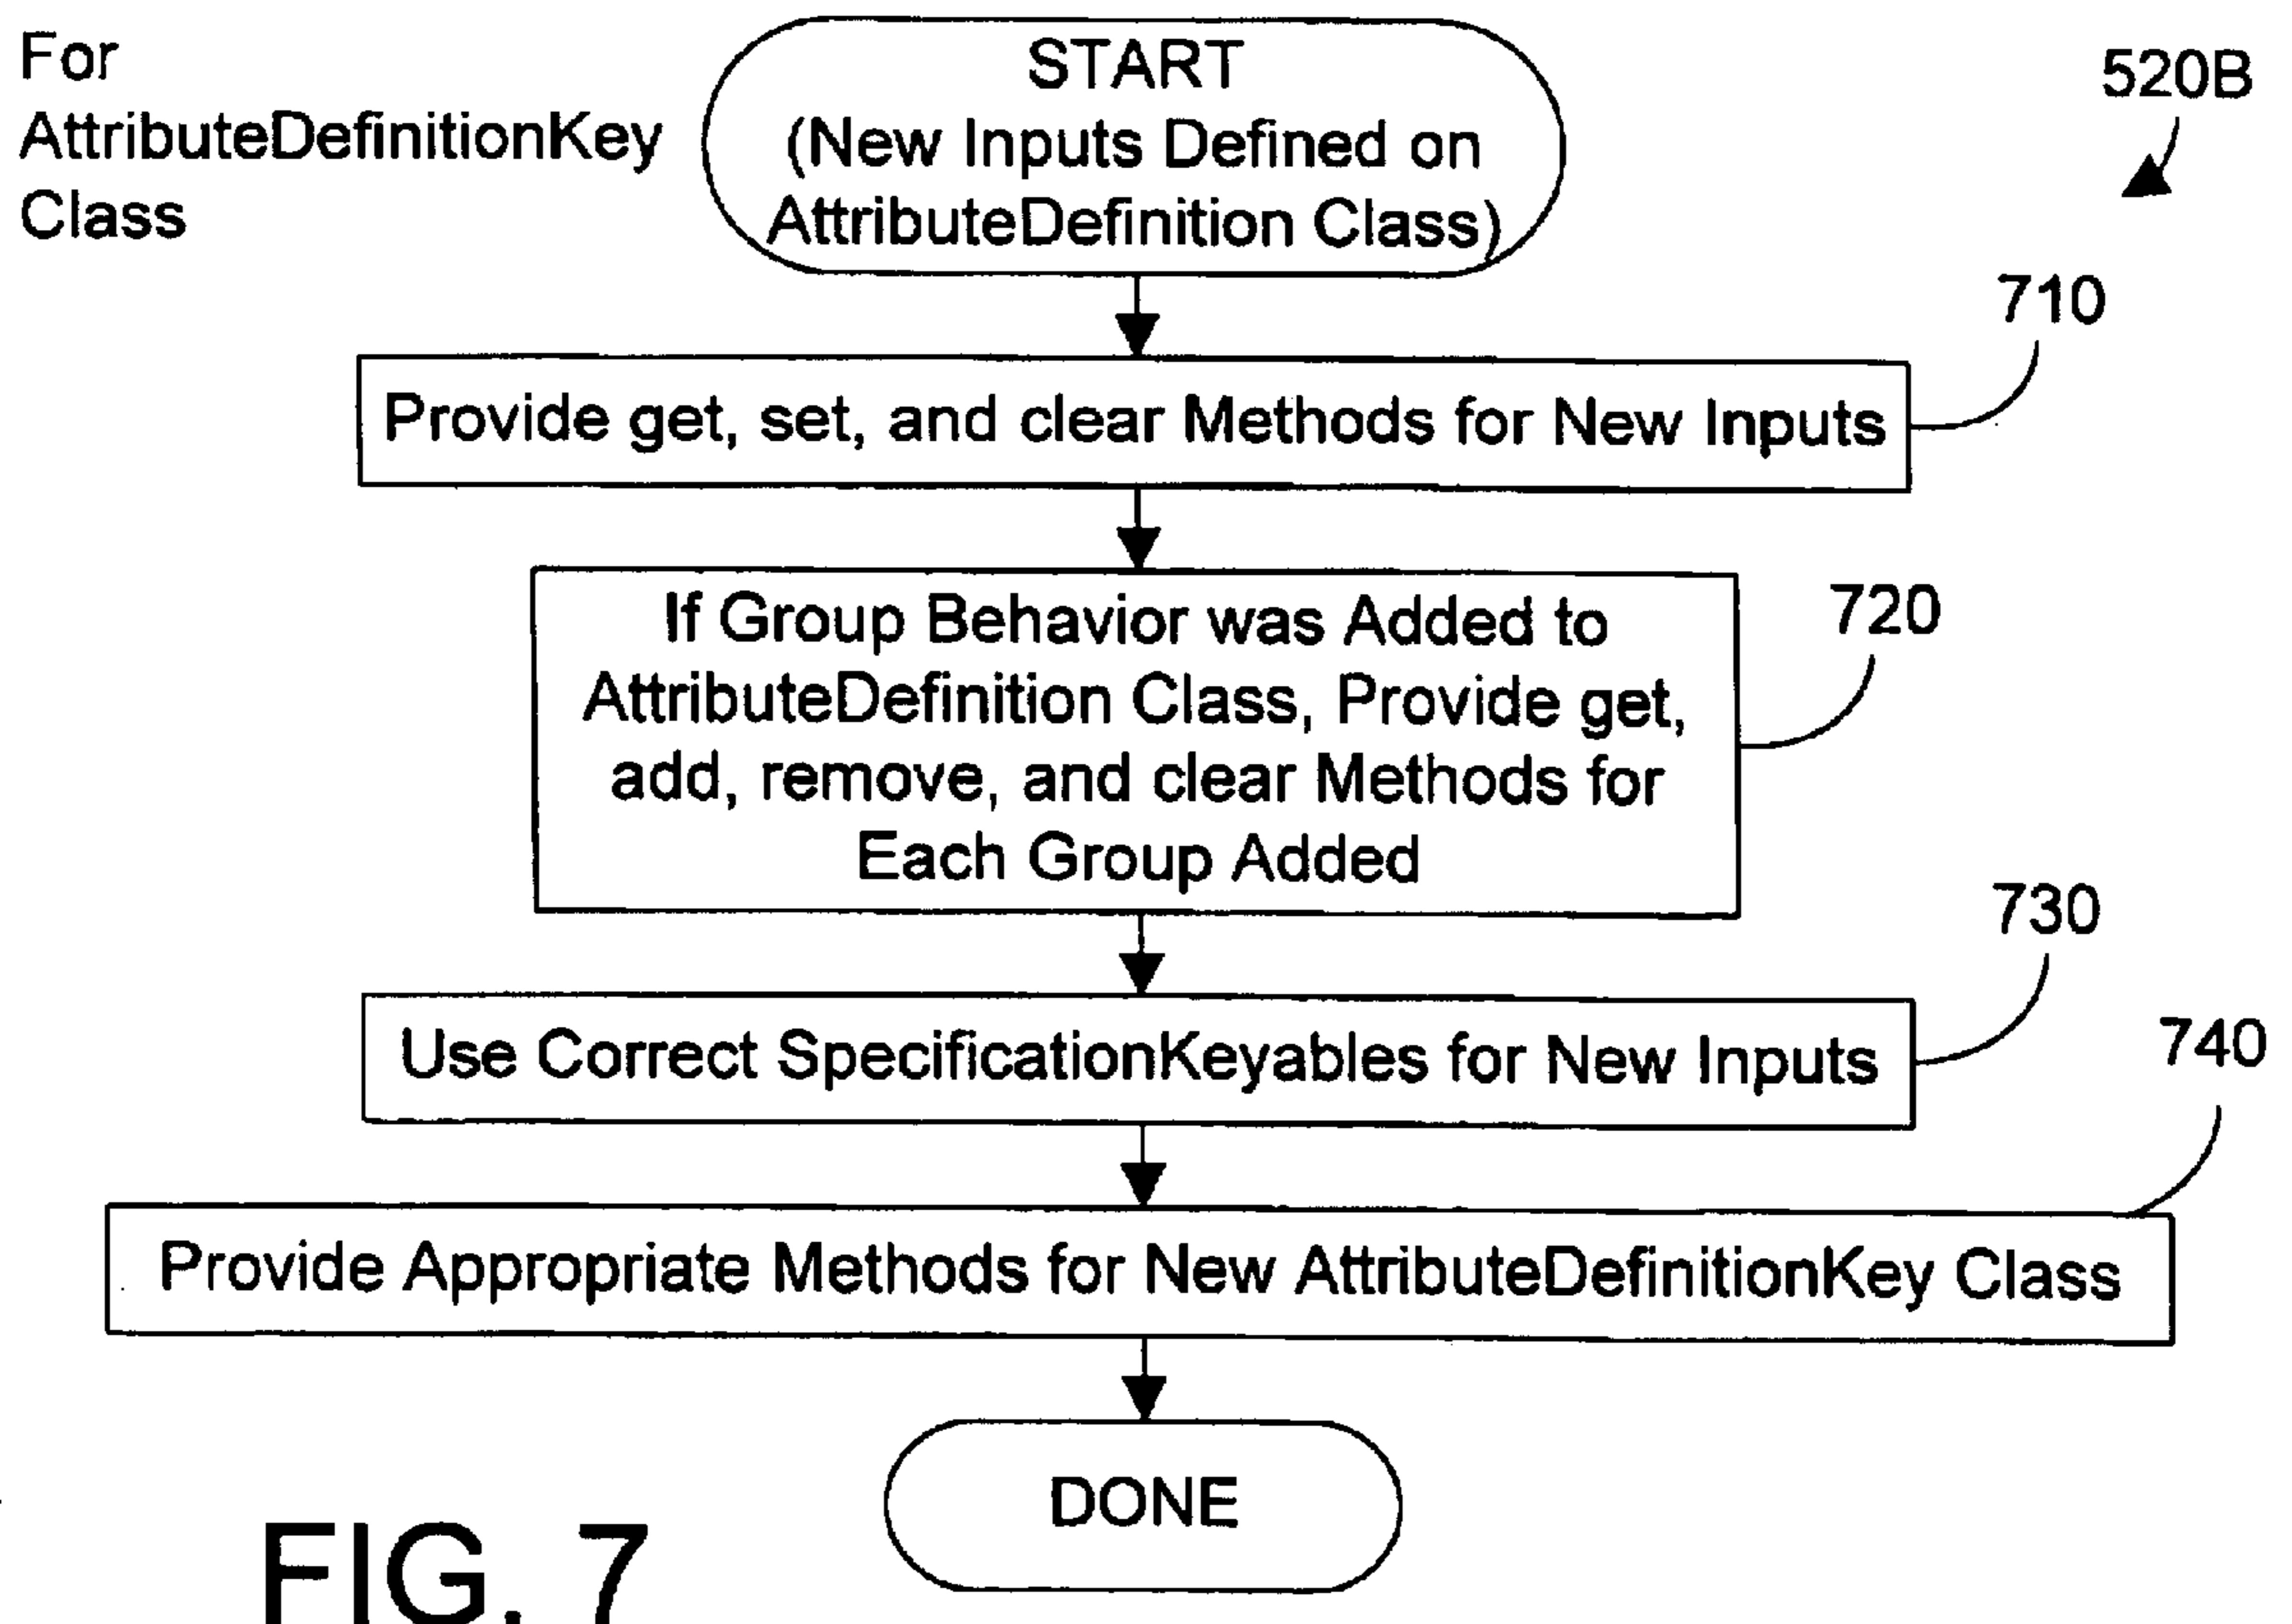 For
AttributeDefinitionKey
Class
START
(New Inputs Defined on
AttributeDefinition Class)
520B
710
Provide get, set, and clear Methods for New Inputs
720
If Group Behavior was Added to
AttributeDefinition Class, Provide get,
add, remove, and clear Methods for
Each Group Added
730
Use Correct SpecificationKeyables for New Inputs
740
Provide Appropriate Methods for New AttributeDefinitionKey Class
DONE
FIG. 7